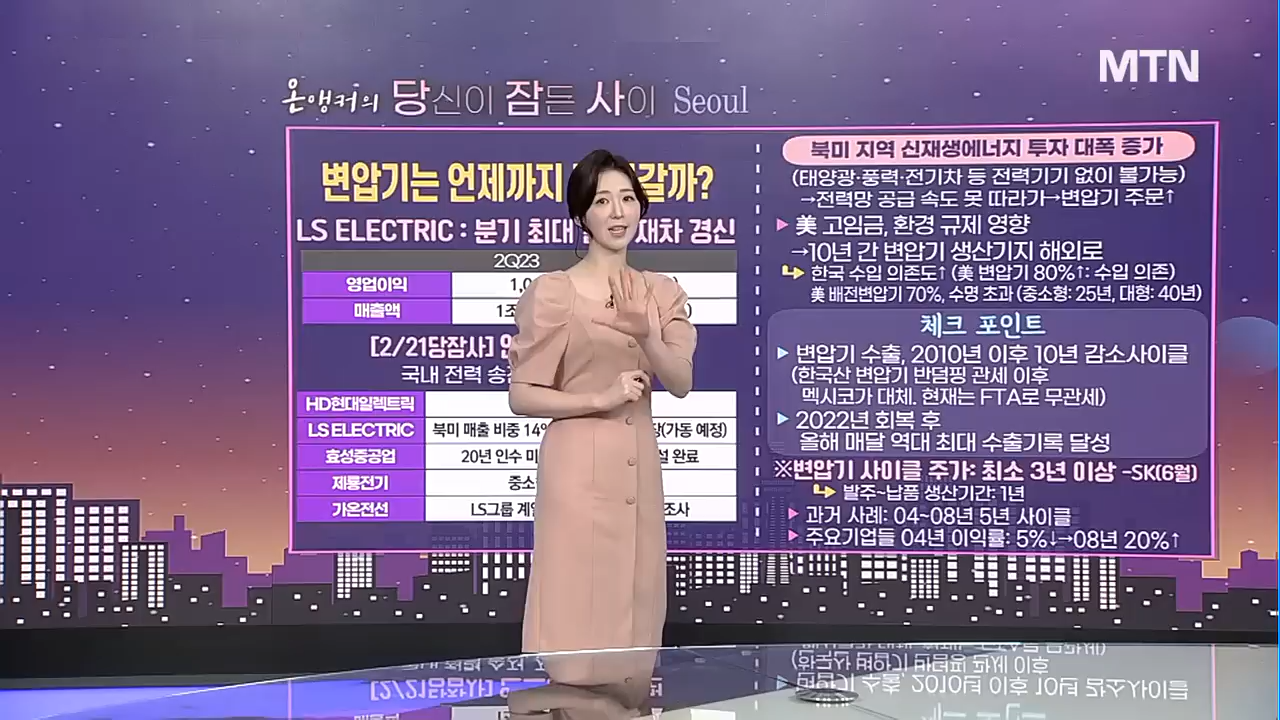 MTN
온앵커의 당신이 잠든 사이 Seoul
변압기는 언제까지 갈까?
LS ELECTRIC : 분기 최대 재차 경신
2Q23
영업이익
매출액
[2/21당잠사]
국내 전력
HD현대일렉트릭
LS ELECTRIC 북미 매출 비중 14% (가동 예정)
효성중공업 20년 인수 완료
제룡전기
가온전선 LS그룹
북미 지역 신재생에너지 투자 대폭 증가
(태양광·풍력·전기차 등 전력기기 없이 불가능)
→전력망 공급 속도 못 따라가→변압기 주문↑
▶ 美 고임금, 환경 규제 영향
→10년 간 변압기 생산기지 해외로
↳ 한국 수입 의존도↑ (美 변압기 80%↑: 수입 의존)
美 배전변압기 70%, 수명 초과 (중소형: 25년, 대형: 40년)
체크 포인트
▶ 변압기 수출, 2010년 이후 10년 감소사이클
(한국산 변압기 반덤핑 관세 이후
멕시코가 대체. 현재는 FTA로 무관세)
▶ 2022년 회복 후
올해 매달 역대 최대 수출기록 달성
※변압기 사이클 주가: 최소 3년 이상 -SK(6월)
↳ 발주~납품 생산기간: 1년
▶ 과거 사례: 04~08년 5년 사이클
▶ 주요기업들 04년 이익률: 5%↓→08년 20%↑